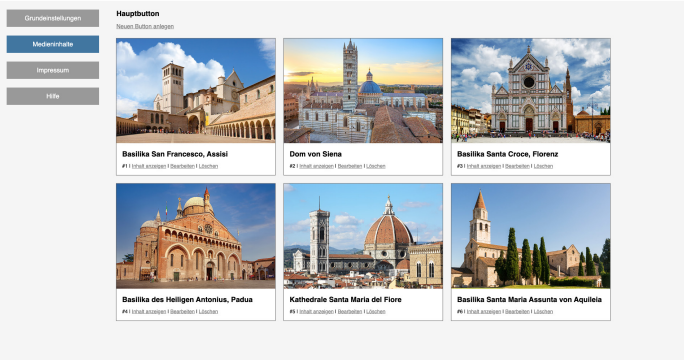 Grundeinstellungen
Medieninhalte
Impressum
Hilfe
Hauptbutton
Neuen Button anlegen
Basilika San Francesco, Assisi
#1 I Inhalt anzeigen I Bearbeiten I Löschen
Dom von Siena
#2 I Inhalt anzeigen I Bearbeiten I Löschen
Basilika Santa Croce, Florenz
#3 I Inhalt anzeigen I Bearbeiten I Löschen
Basilika des Heiligen Antonius, Padua
#4 I Inhalt anzeigen I Bearbeiten I Löschen
Kathedrale Santa Maria del Fiore
#5 I Inhalt anzeigen I Bearbeiten I Löschen
Basilika Santa Maria Assunta von Aquileia
#6 I Inhalt anzeigen I Bearbeiten I Löschen